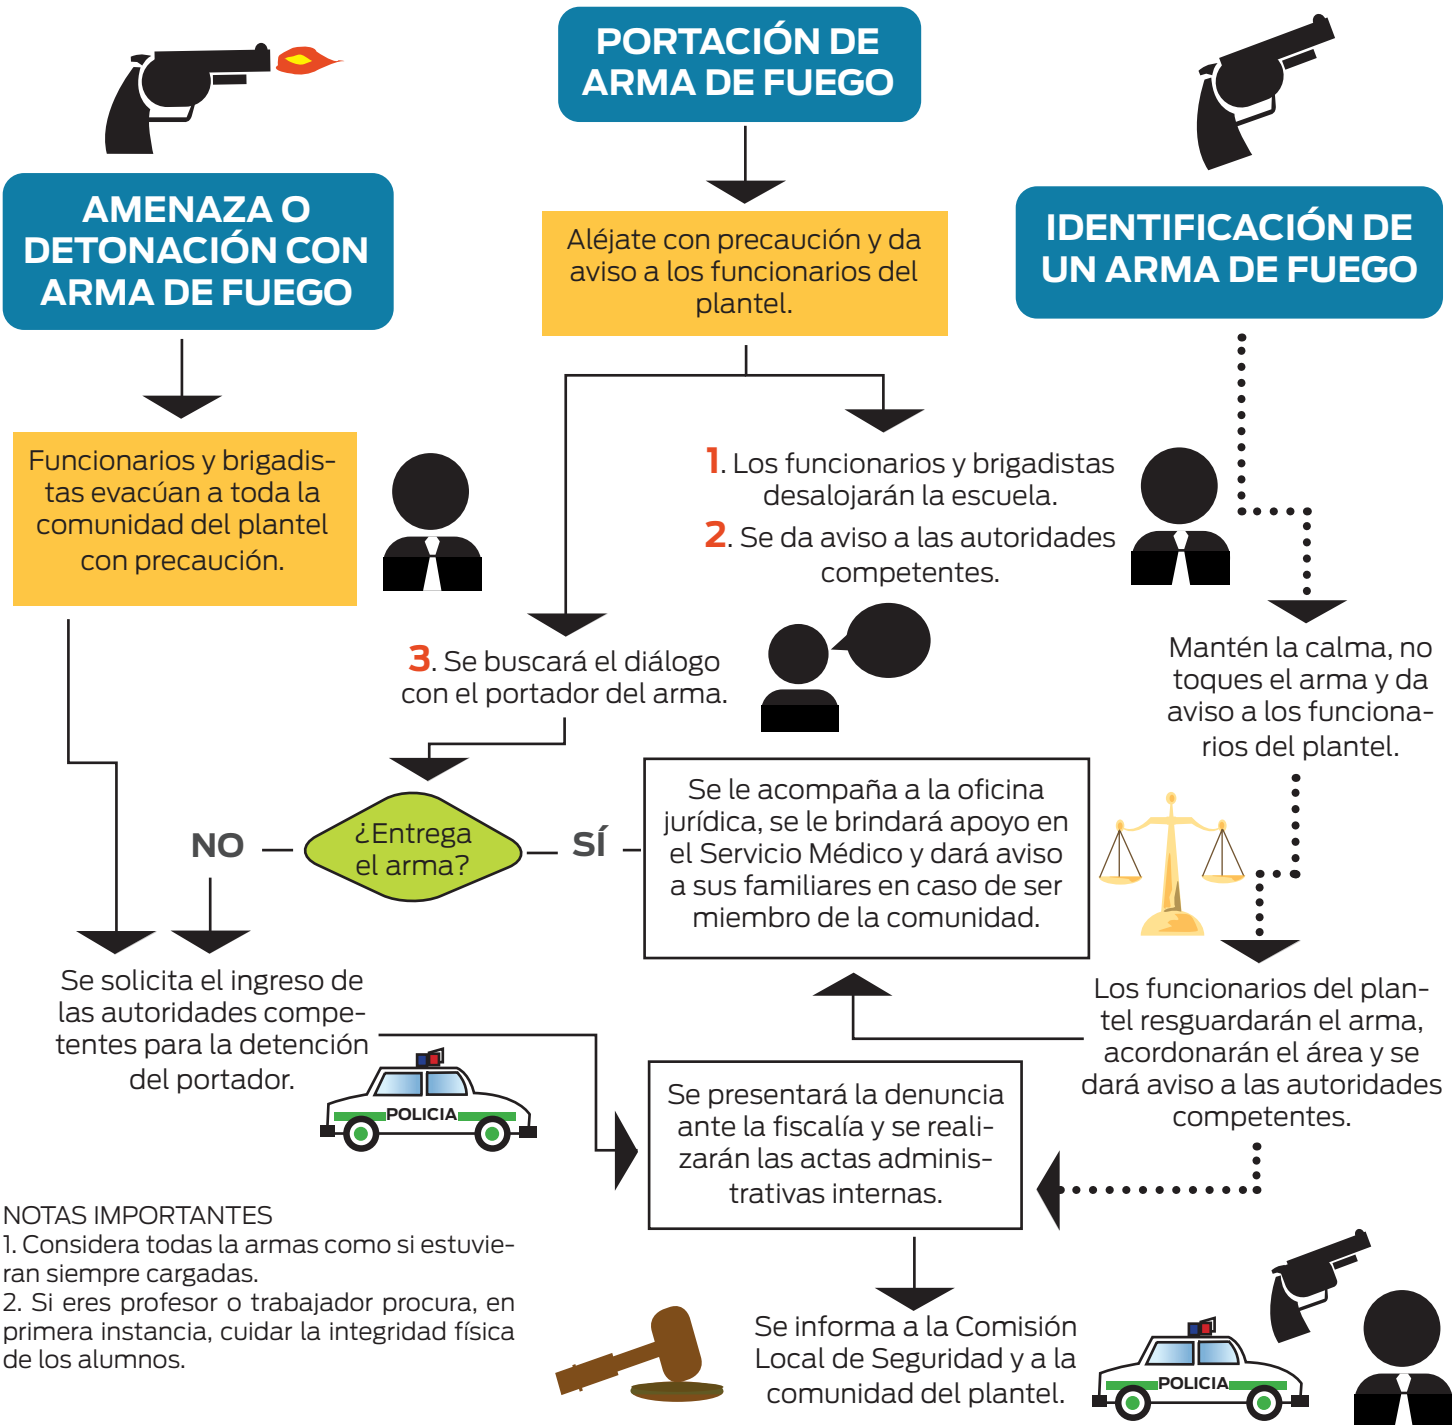 PORTACIÓN DE
ARMA DE FUEGO
AMENAZA O
DETONACIÓN CON
ARMA DE FUEGO
IDENTIFICACIÓN DE
UN ARMA DE FUEGO
Aléjate con precaución y da
aviso a los funcionarios del
plantel.
Funcionarios y brigadis-
tas evacúan a toda la
comunidad del plantel
con precaución.
1. Los funcionarios y brigadistas
desalojarán la escuela.
2. Se da aviso a las autoridades
competentes.
3. Se buscará el diálogo
con el portador del arma.
Mantén la calma, no
toques el arma y da
aviso a los funciona-
rios del plantel.
NO
¿Entrega
el arma?
SÍ
Se le acompaña a la oficina
jurídica, se le brindará apoyo en
el Servicio Médico y dará aviso
a sus familiares en caso de ser
miembro de la comunidad.
Se solicita el ingreso de
las autoridades compe-
tentes para la detención
del portador.
POLICIA
Los funcionarios del plan-
tel resguardarán el arma,
acordonarán el área y se
dará aviso a las autoridades
competentes.
Se presentará la denuncia
ante la fiscalía y se reali-
zarán las actas adminis-
trativas internas.
NOTAS IMPORTANTES
1. Considera todas la armas como si estuvie-
ran siempre cargadas.
2. Si eres profesor o trabajador procura, en
primera instancia, cuidar la integridad física
de los alumnos.
Se informa a la Comisión
Local de Seguridad y a la
comunidad del plantel.
POLICIA